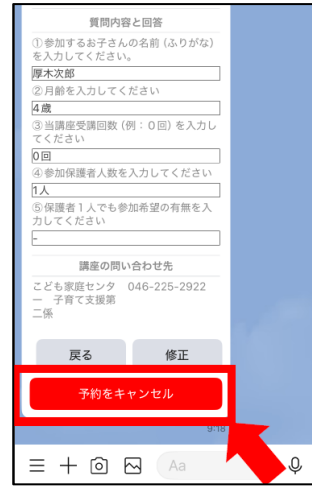 質問内容と回答
①参加するお子さんの名前(ふりがな)
を入力してください。
厚木次郎
②月齢を入力してください
4歳
③当講座受講回数(例：０回)を入力し
てください
0回
④参加保護者人数を入力してください
1人
⑤保護者１人でも参加希望の有無を入
力してください
-
講座の問い合わせ先
こども家庭センタ 046-225-2922
ー 子育て支援第
二係
戻る 修正
予約をキャンセル
9:18
Aa